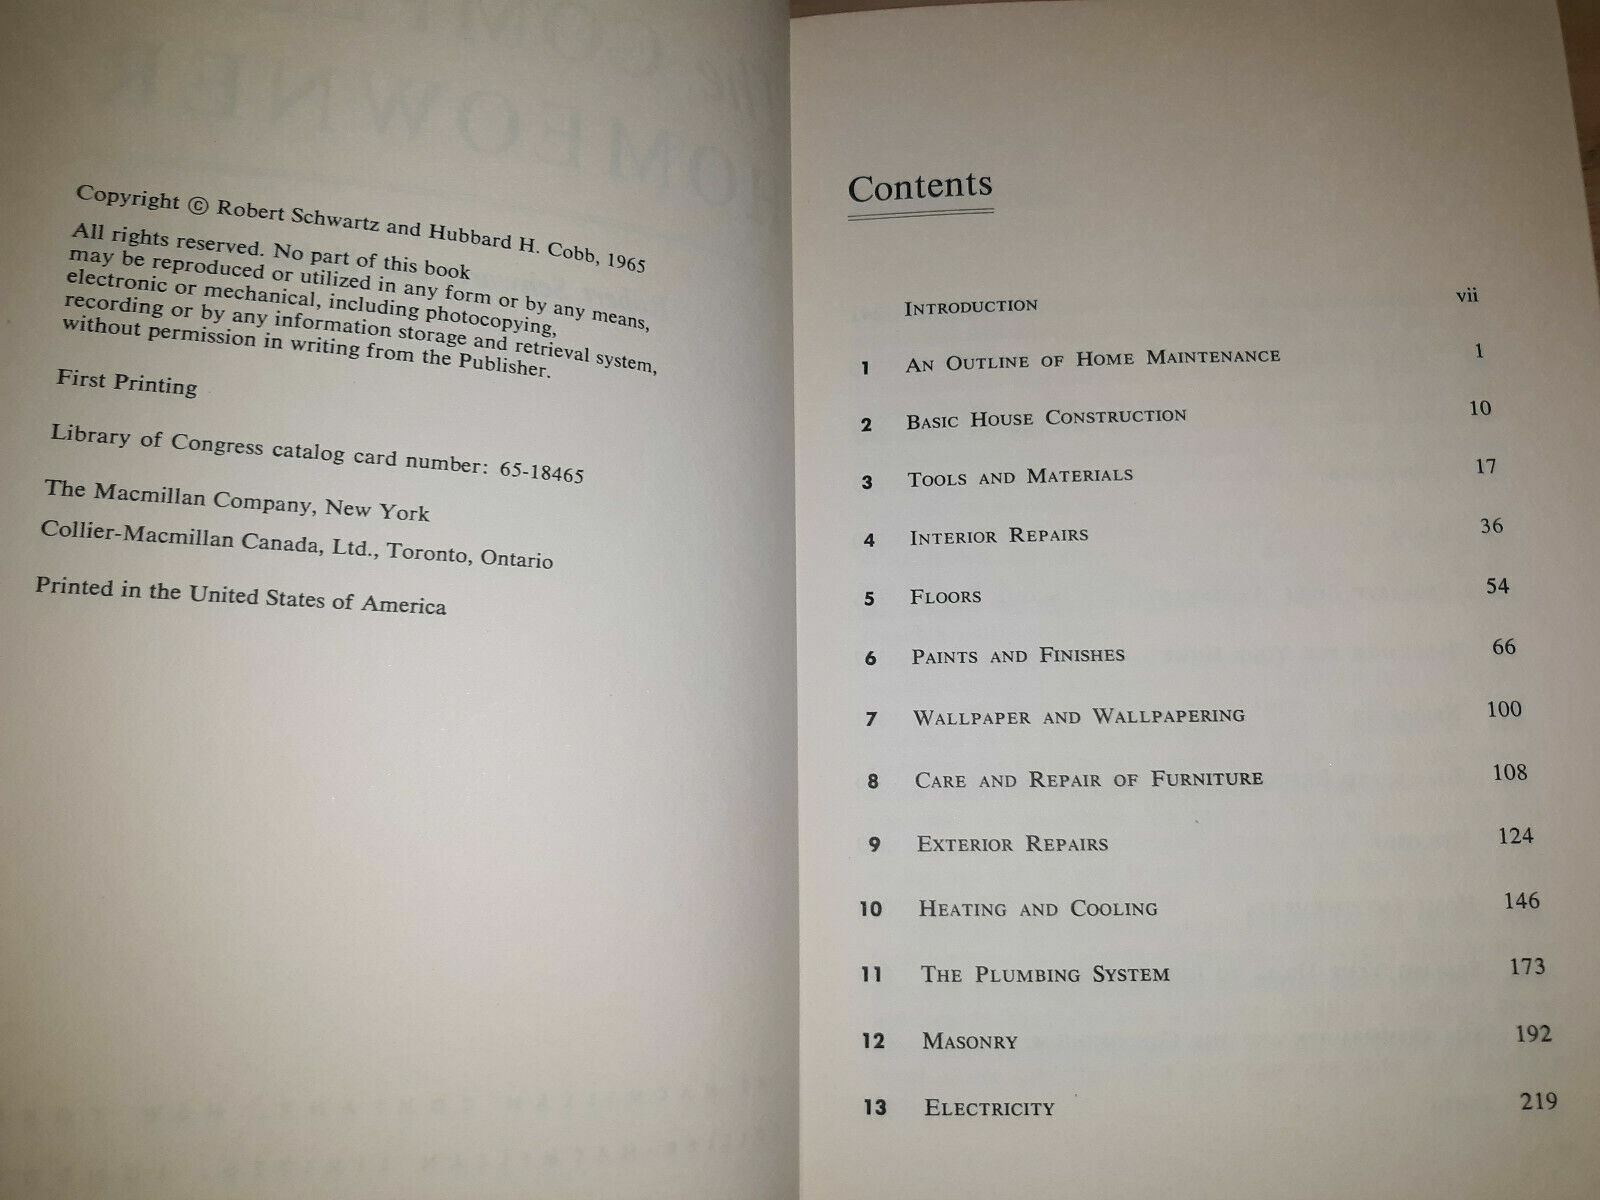 Copyright © Robert Schwartz and Hubbard H. Cobb, 1965
All rights reserved. No part of this book
may be reproduced or utilized in any form or by any means,
electronic or mechanical, including photocopying,
recording or by any information storage and retrieval system,
without permission in writing from the Publisher.
First Printing
Library of Congress catalog card number: 65-18465
The Macmillan Company, New York
Collier-Macmillan Canada, Ltd., Toronto, Ontario
Printed in the United States of America
Contents
INTRODUCTION vii
1 AN OUTLINE OF HOME MAINTENANCE 1
2 BASIC HOUSE CONSTRUCTION 10
3 TOOLS AND MATERIALS 17
4 INTERIOR REPAIRS 36
5 FLOORS 54
6 PAINTS AND FINISHES 66
7 WALLPAPER AND WALLPAPERING 100
8 CARE AND REPAIR OF FURNITURE 108
9 EXTERIOR REPAIRS 124
10 HEATING AND COOLING 146
11 THE PLUMBING SYSTEM 173
12 MASONRY 192
13 ELECTRICITY 219